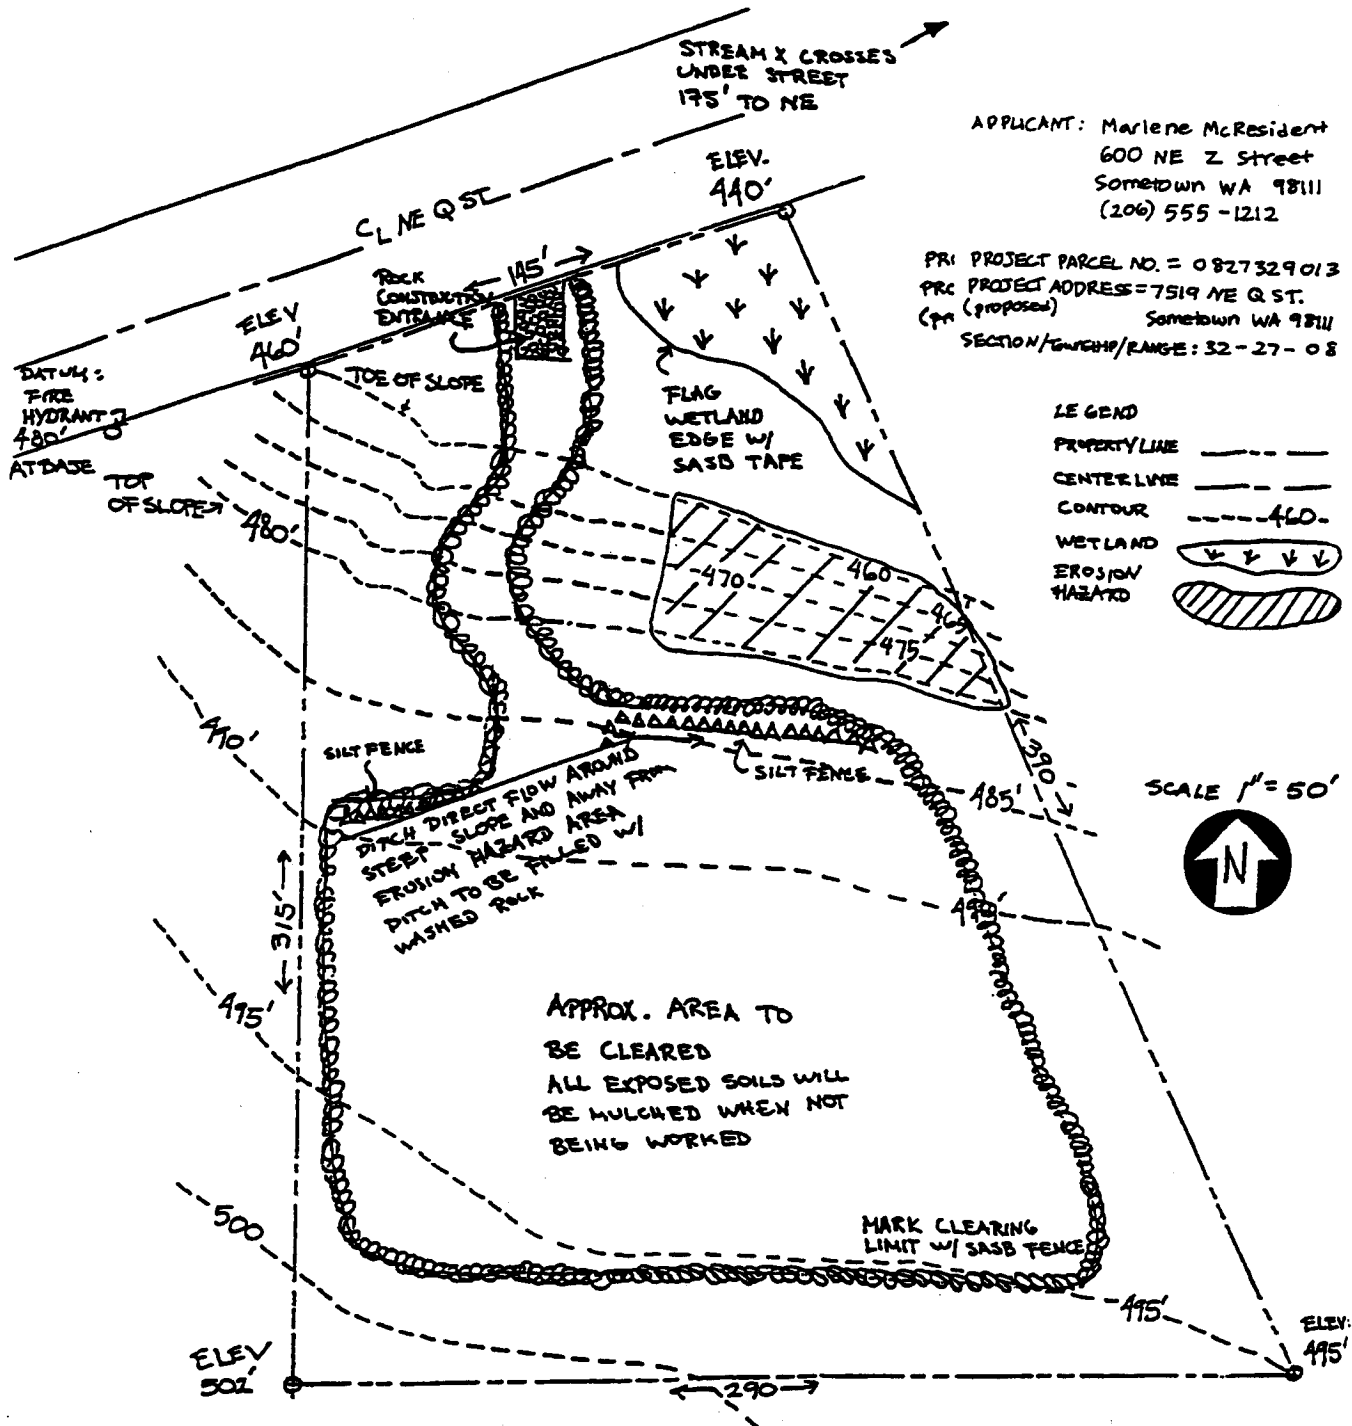 STREAM X CROSSES
UNDER STREET
175' TO NE
APPLICANT: Marlene McResident
600 NE Z Street
Sometown WA 98111
(206) 555-1212
ELEV.
440'
CL NE Q ST.
145'
ROCK
CONSTRUCTION
ENTRANCE
PRI PROJECT PARCEL NO. = 0827329013
PRC PROJECT ADDRESS = 7519 NE Q ST.
(pr (proposed)
Sometown WA 98111
SECTION/TOWNSHIP/RANGE: 32-27-08
ELEV
460'
DATUM:
FIRE
HYDRANT
480'
AT BASE
TOE OF SLOPE
TOP
OF SLOPE
480'
FLAG
WETLAND
EDGE W/
SASB TAPE
LEGEND
PROPERTY LINE
CENTERLINE
CONTOUR
460
WETLAND
EROSION
HAZARD
470
460
465
475
490'
SILT FENCE
SILT FENCE
485'
390
SCALE 1" = 50'
N
DITCH DIRECT FLOW AROUND
STEEP SLOPE AND AWAY FROM
EROSION HAZARD AREA
DITCH TO BE FILLED W/
WASHED ROCK
315'
495'
APPROX. AREA TO
BE CLEARED
ALL EXPOSED SOILS WILL
BE MULCHED WHEN NOT
BEING WORKED
500
MARK CLEARING
LIMIT W/ SASB FENCE
495'
ELEV:
495'
ELEV
502'
290